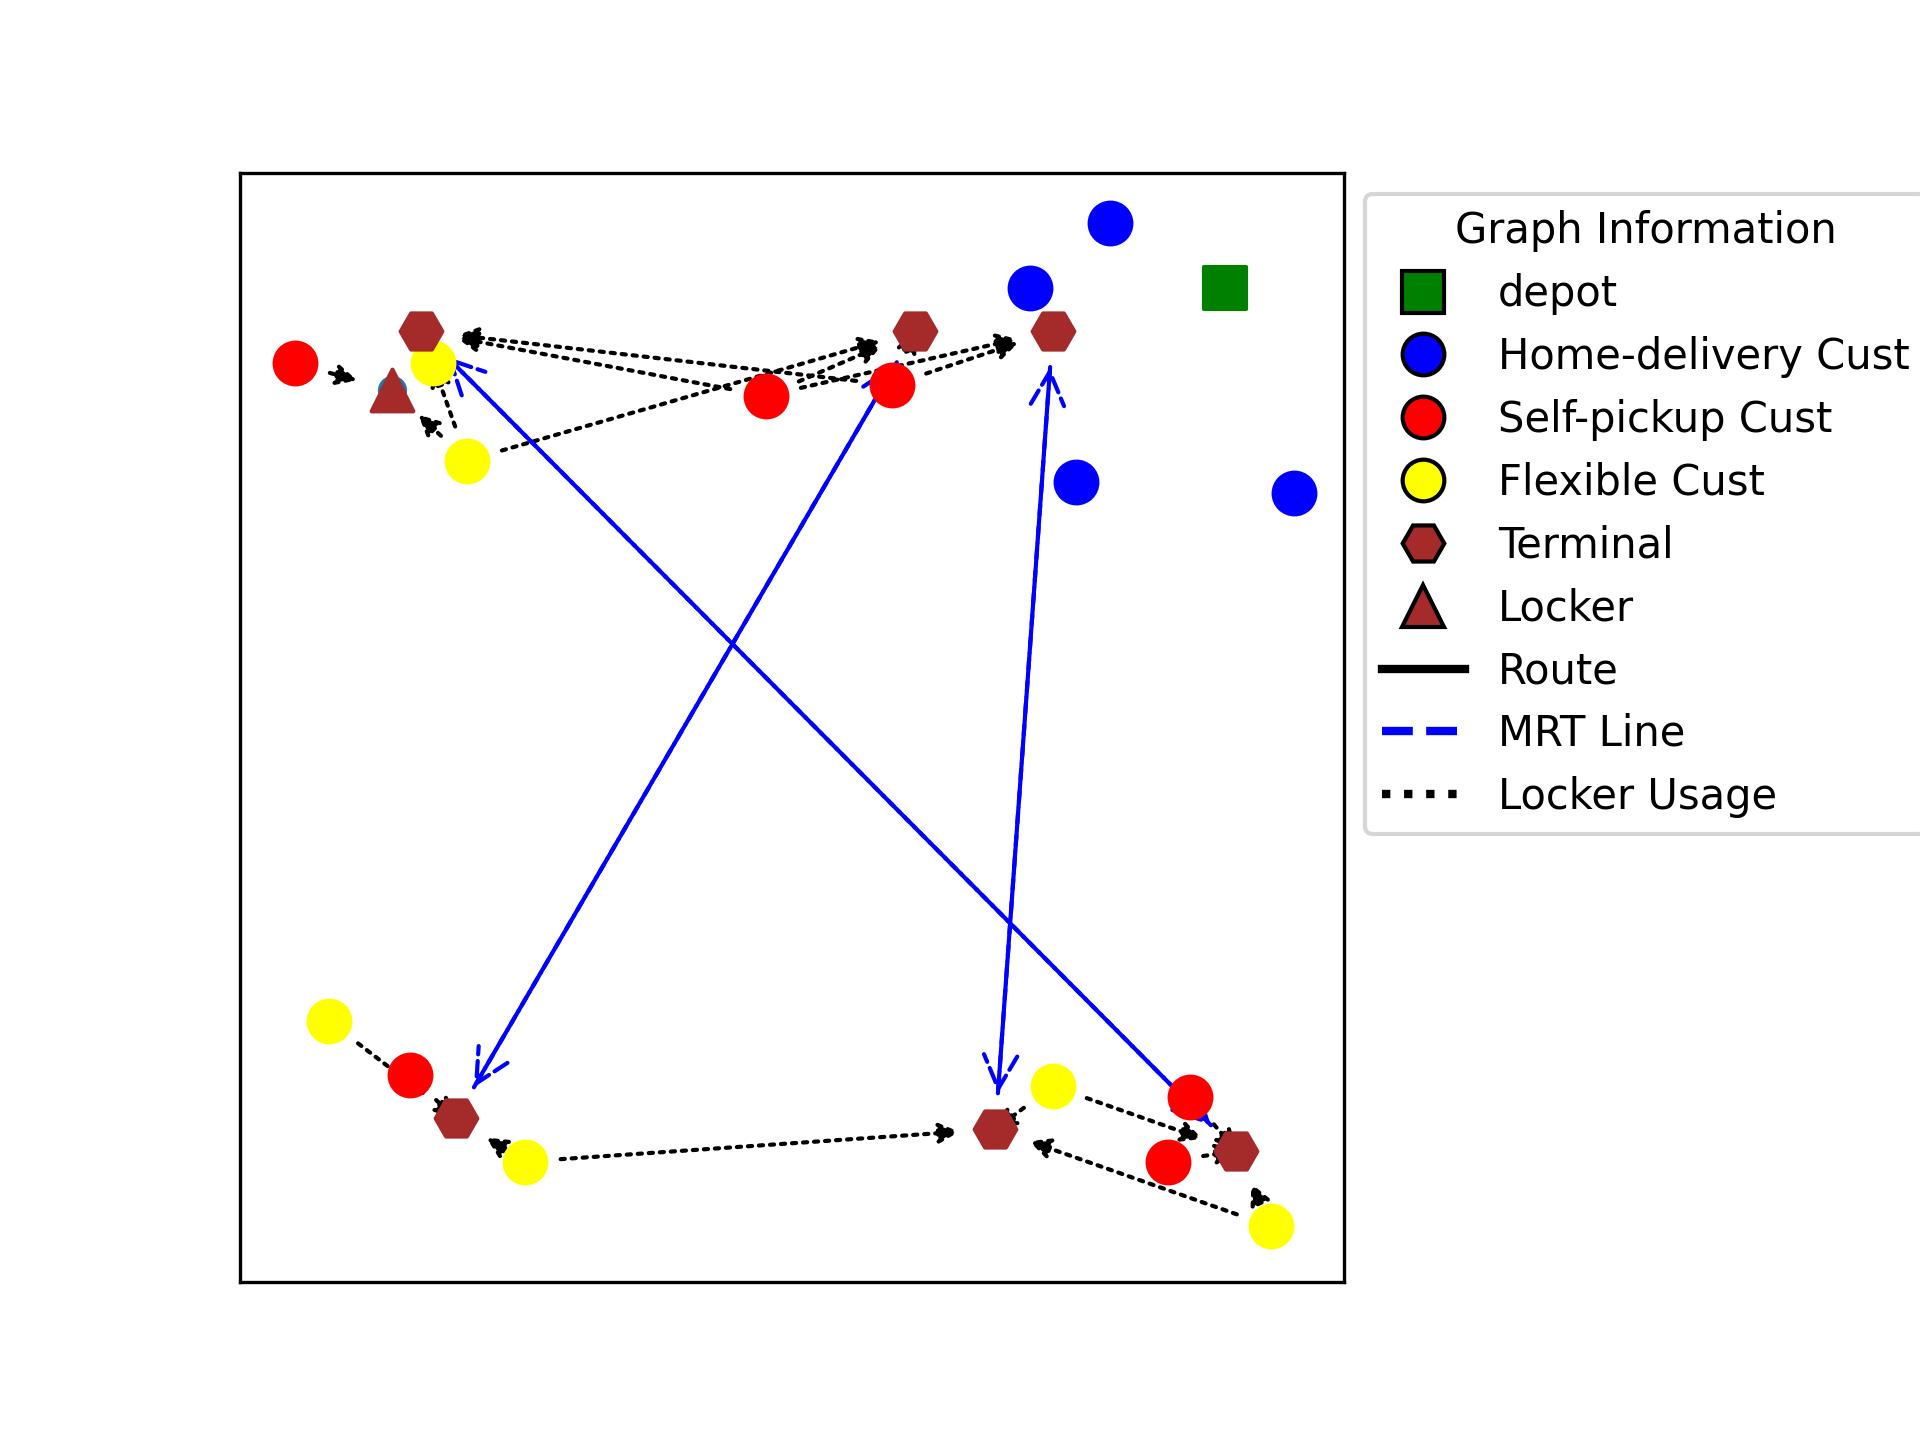 Graph Information
depot
Home-delivery Cust
Self-pickup Cust
Flexible Cust
Terminal
Locker
Route
MRT Line
Locker Usage